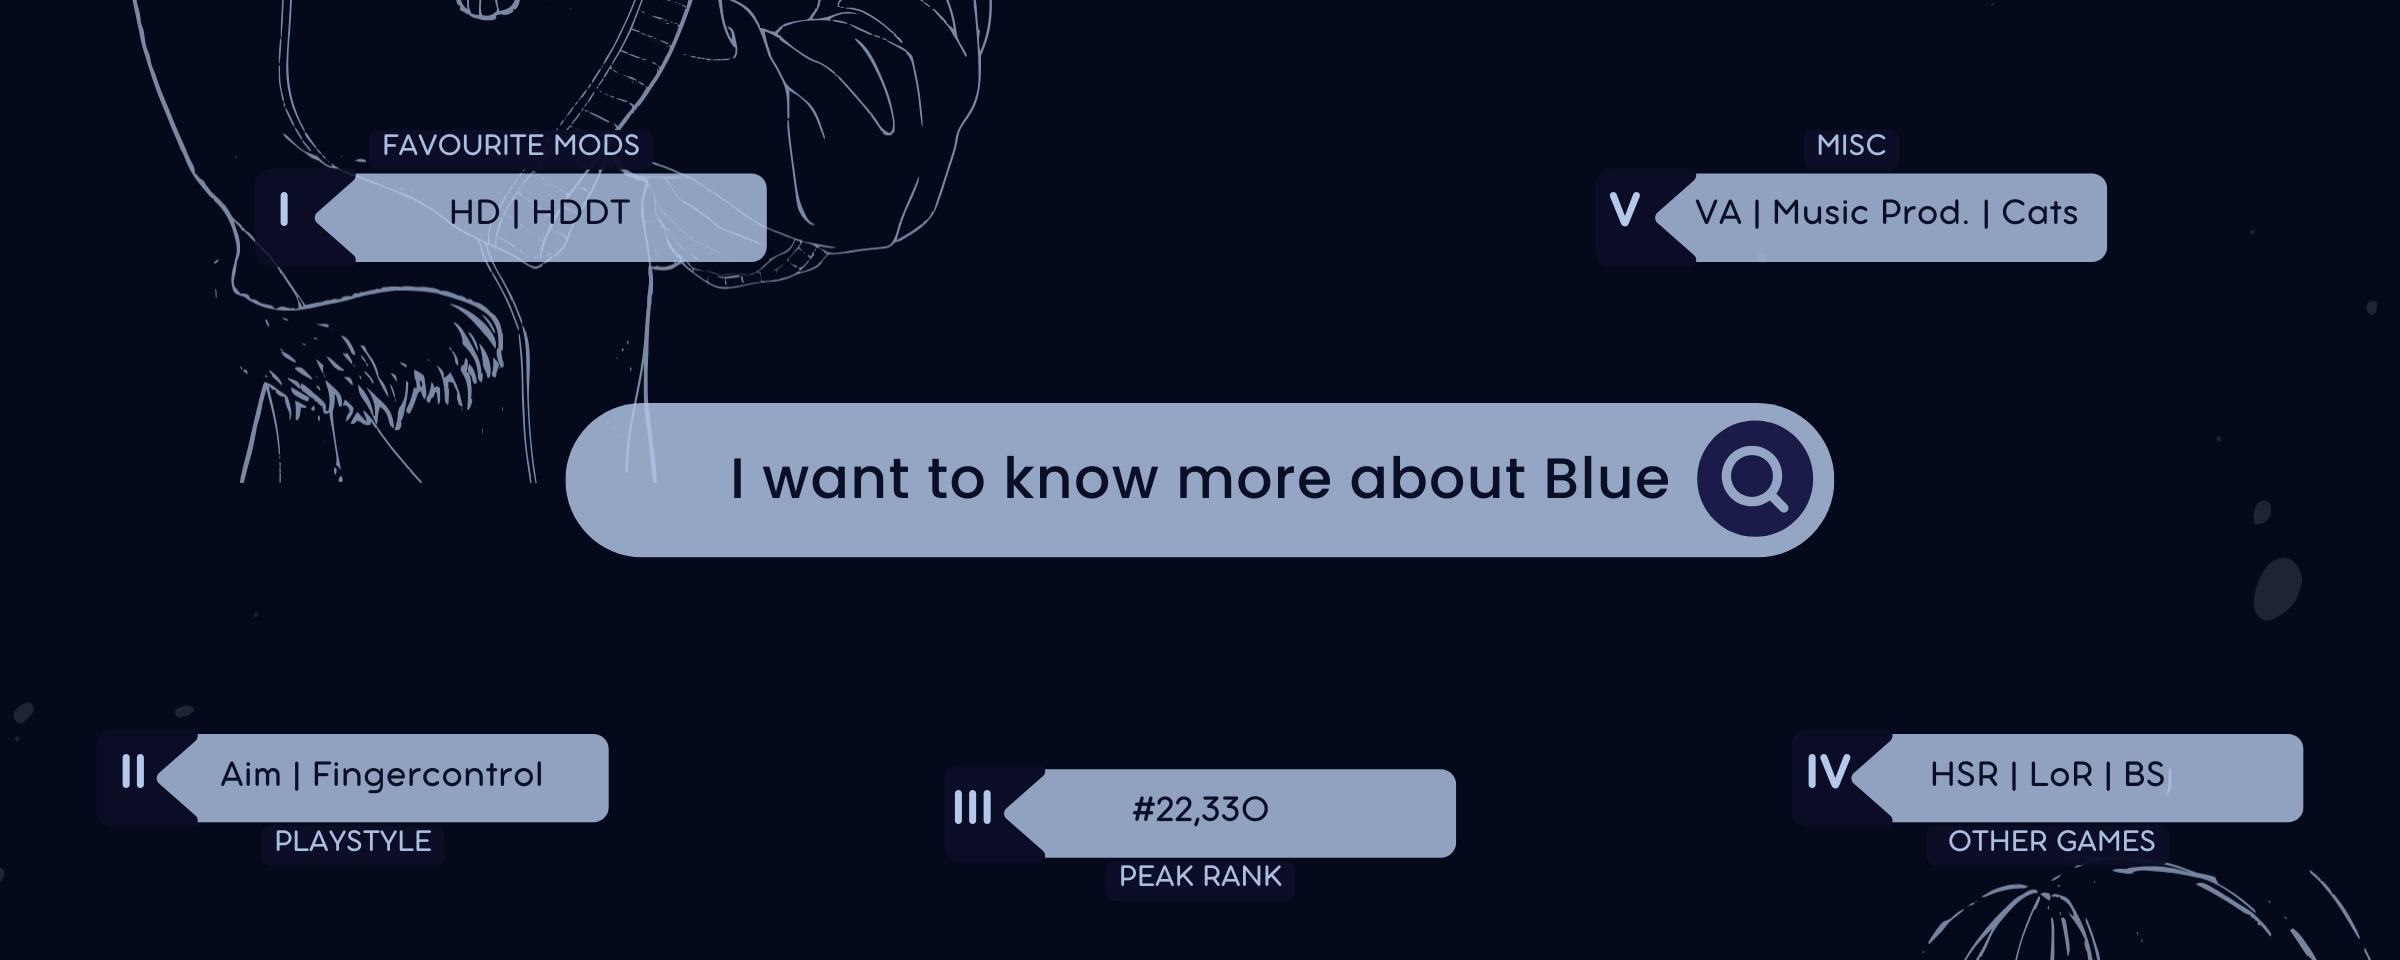 FAVOURITE MODS
I
HD | HDDT
MISC
V
VA | Music Prod. | Cats
I want to know more about Blue
II
Aim | Fingercontrol
PLAYSTYLE
III
#22,330
PEAK RANK
IV
HSR | LoR | BS
OTHER GAMES